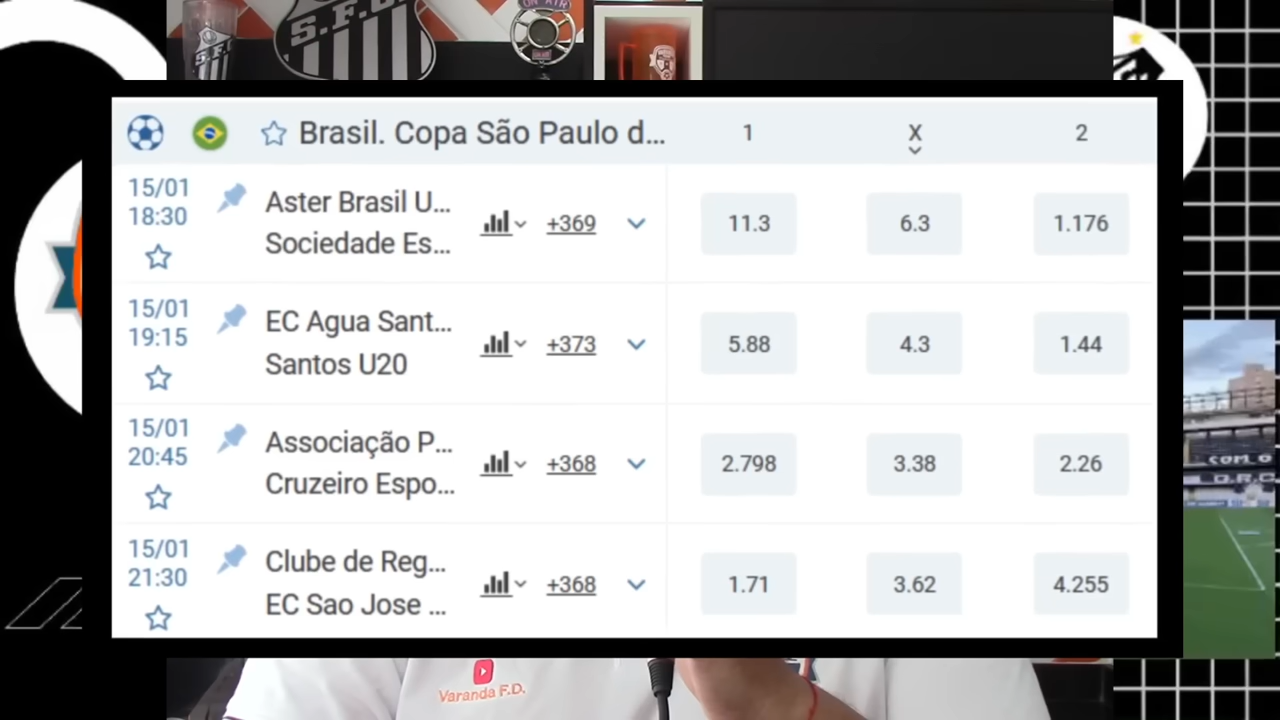 S.F.C.
ON AIR
Brasil. Copa São Paulo d... 1 X 2
15/01
18:30
Aster Brasil U...
Sociedade Es...
+369
11.3 6.3 1.176
15/01
19:15
EC Agua Sant...
Santos U20
+373
5.88 4.3 1.44
15/01
20:45
Associação P...
Cruzeiro Espo...
+368
2.798 3.38 2.26
15/01
21:30
Clube de Reg...
EC Sao Jose ...
+368
1.71 3.62 4.255
COM O
Varanda F.D.